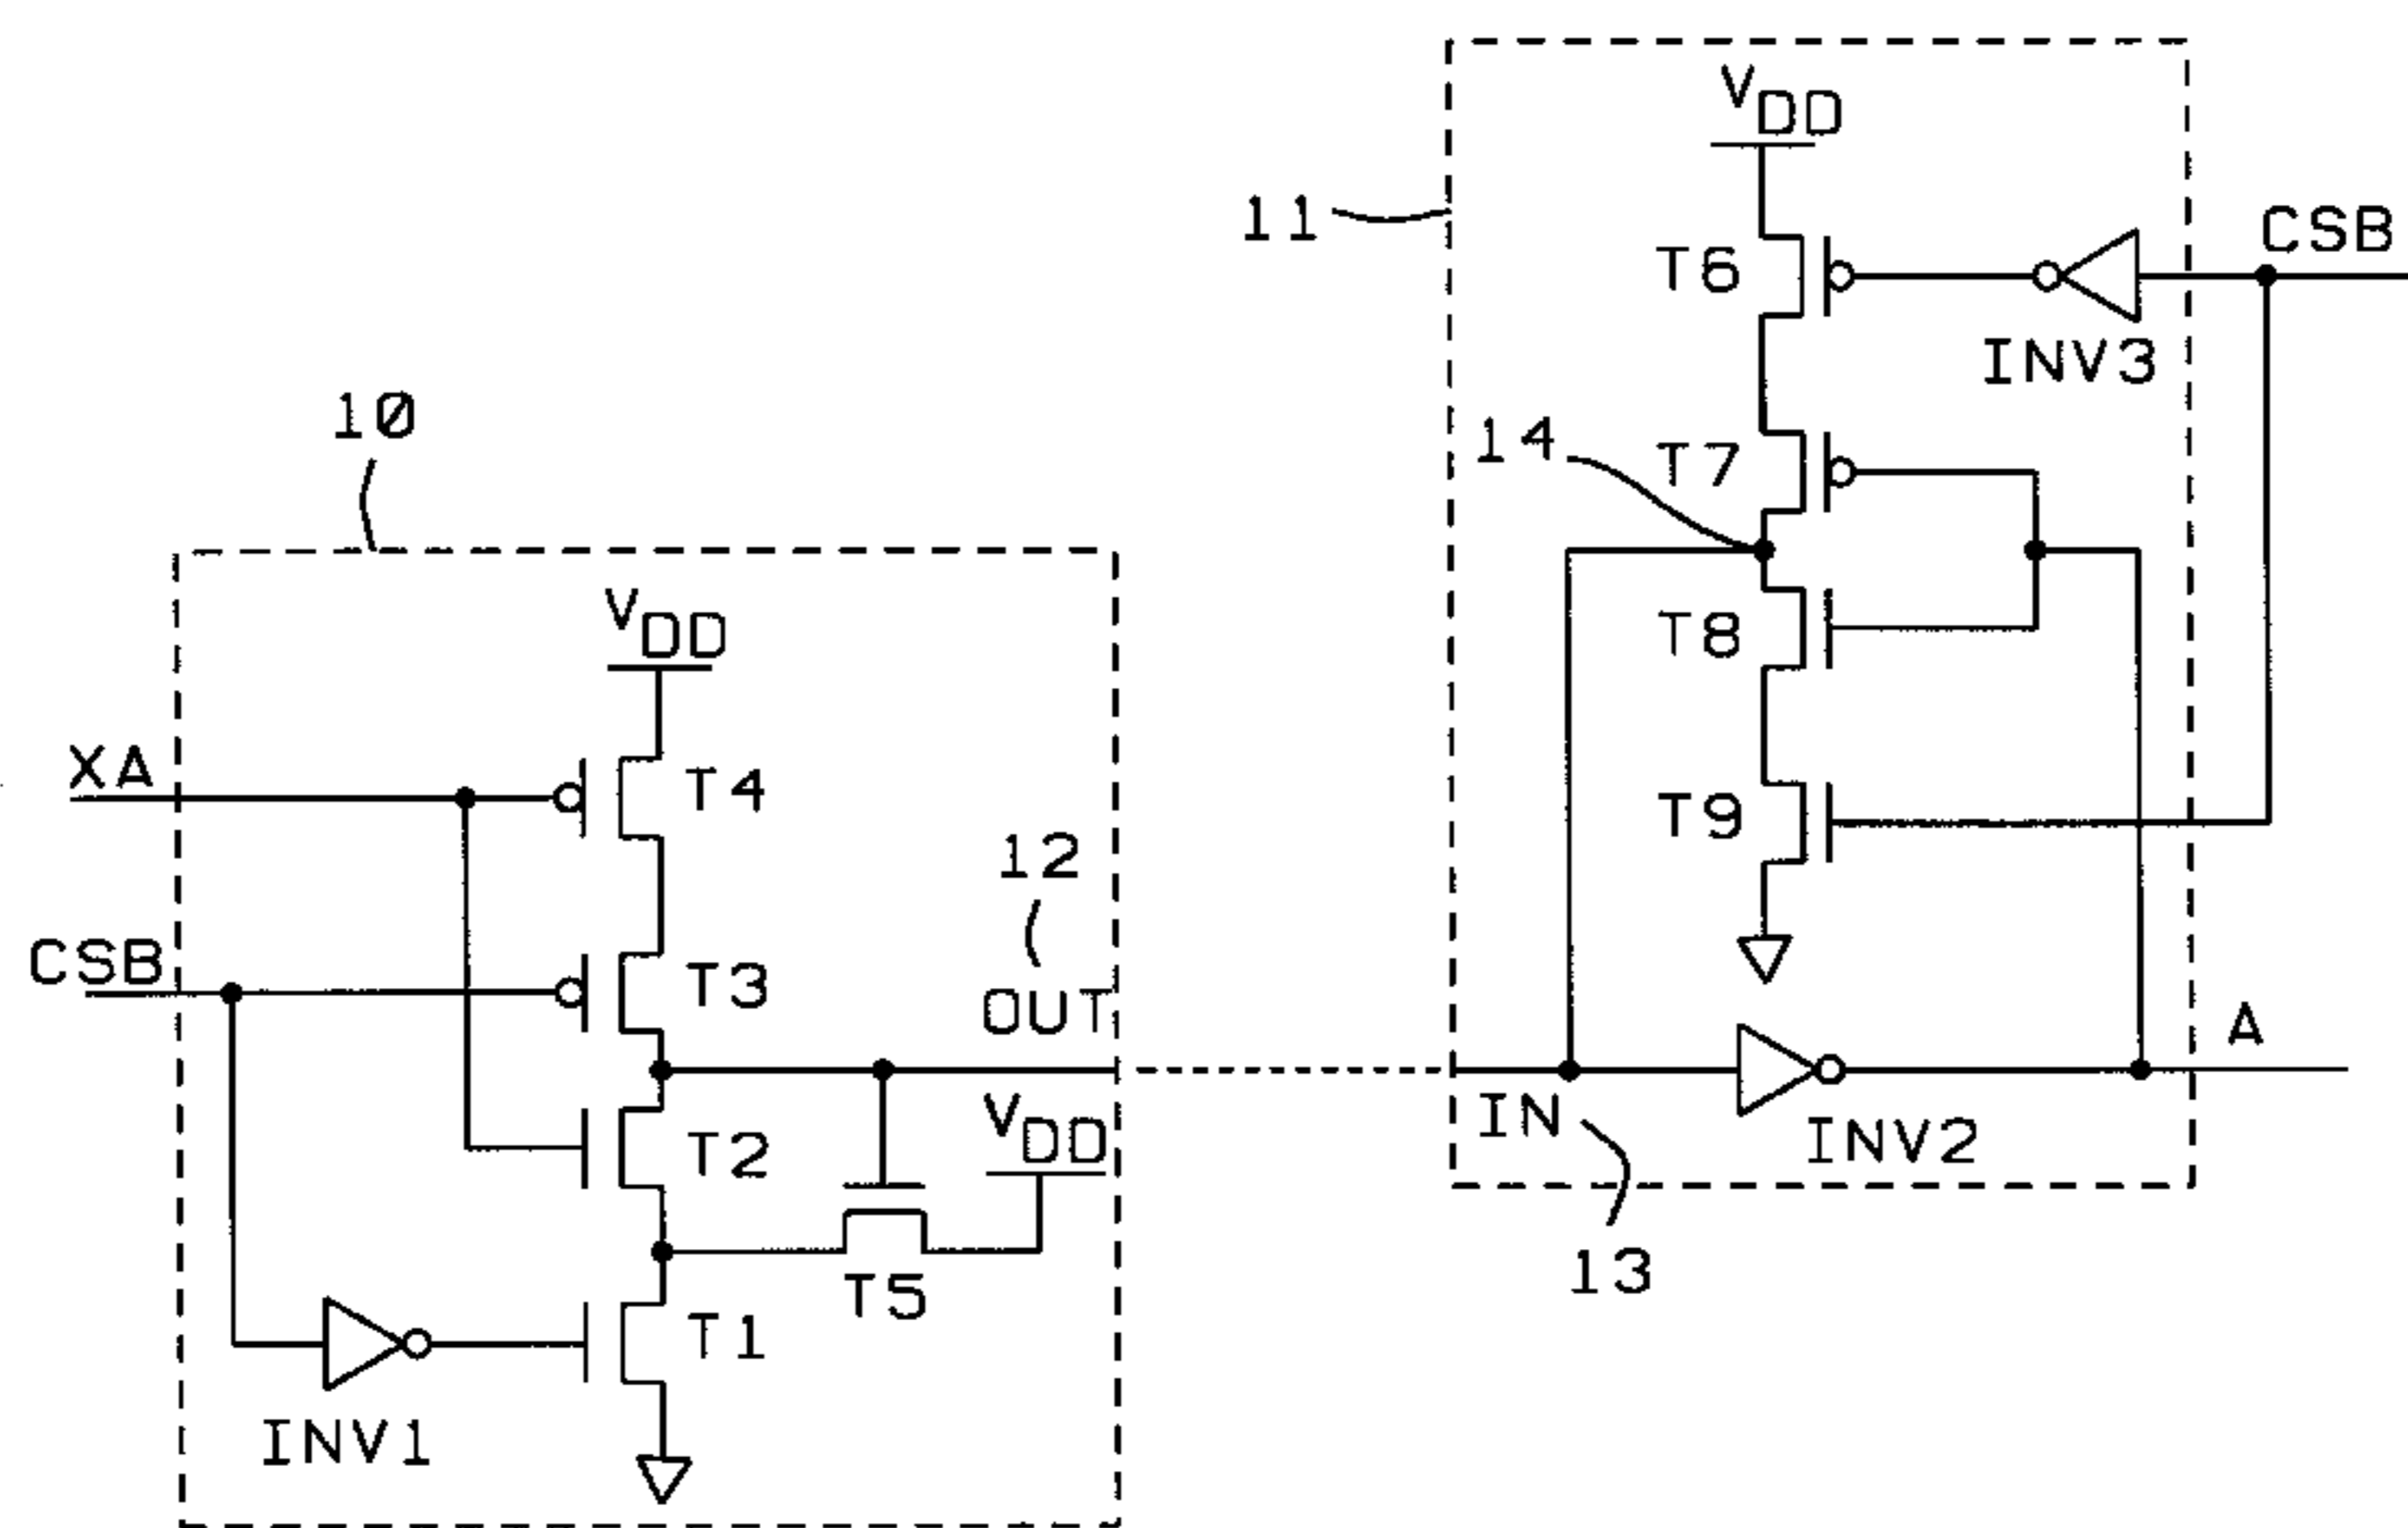 VDD
11
CSB
T6
INV3
10
14
T7
VDD
T8
XA
T4
T9
12
CSB
T3
OUT
A
VDD
IN
T2
INV2
13
T5
T1
INV1